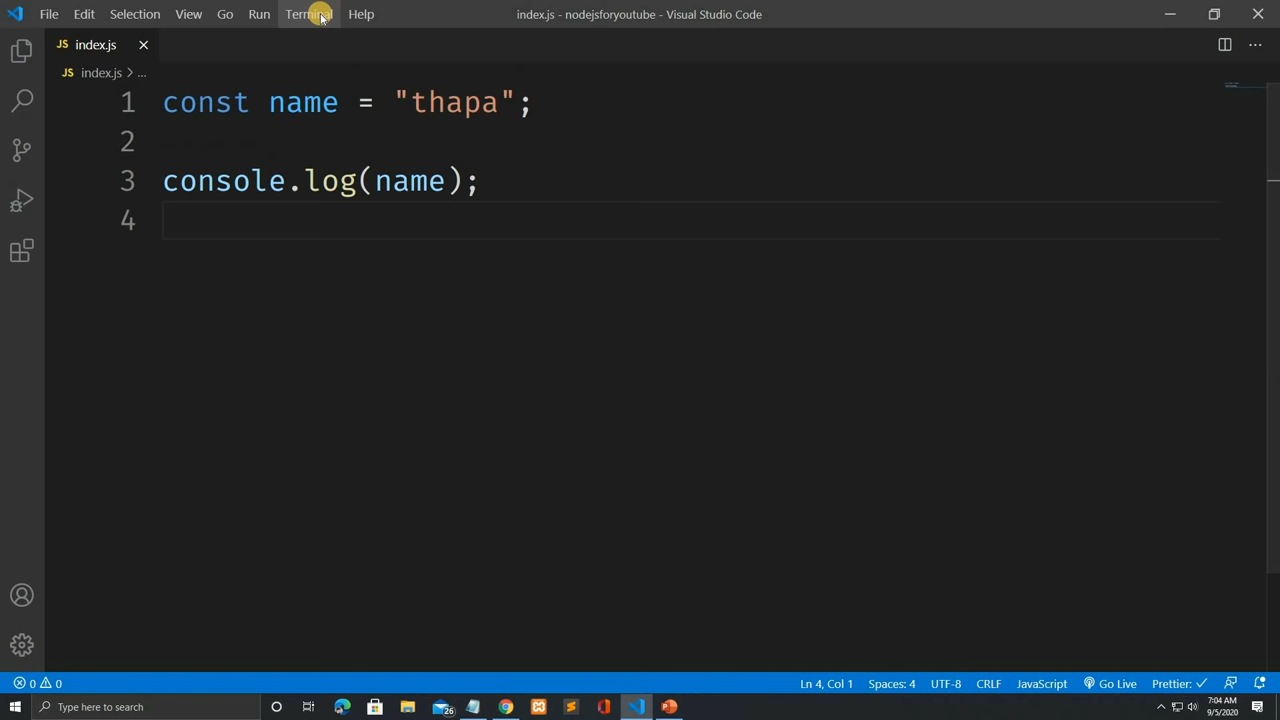 File Edit Selection View Go Run Terminal Help index.js - nodejsforyoutube - Visual Studio Code
JS index.js
JS index.js > ...
1 const name = "thapa";
2
3 console.log(name);
4
0 0 Ln 4, Col 1 Spaces: 4 UTF-8 CRLF JavaScript Go Live Prettier: ✓
Type here to search 26 7:04 AM
9/5/2020